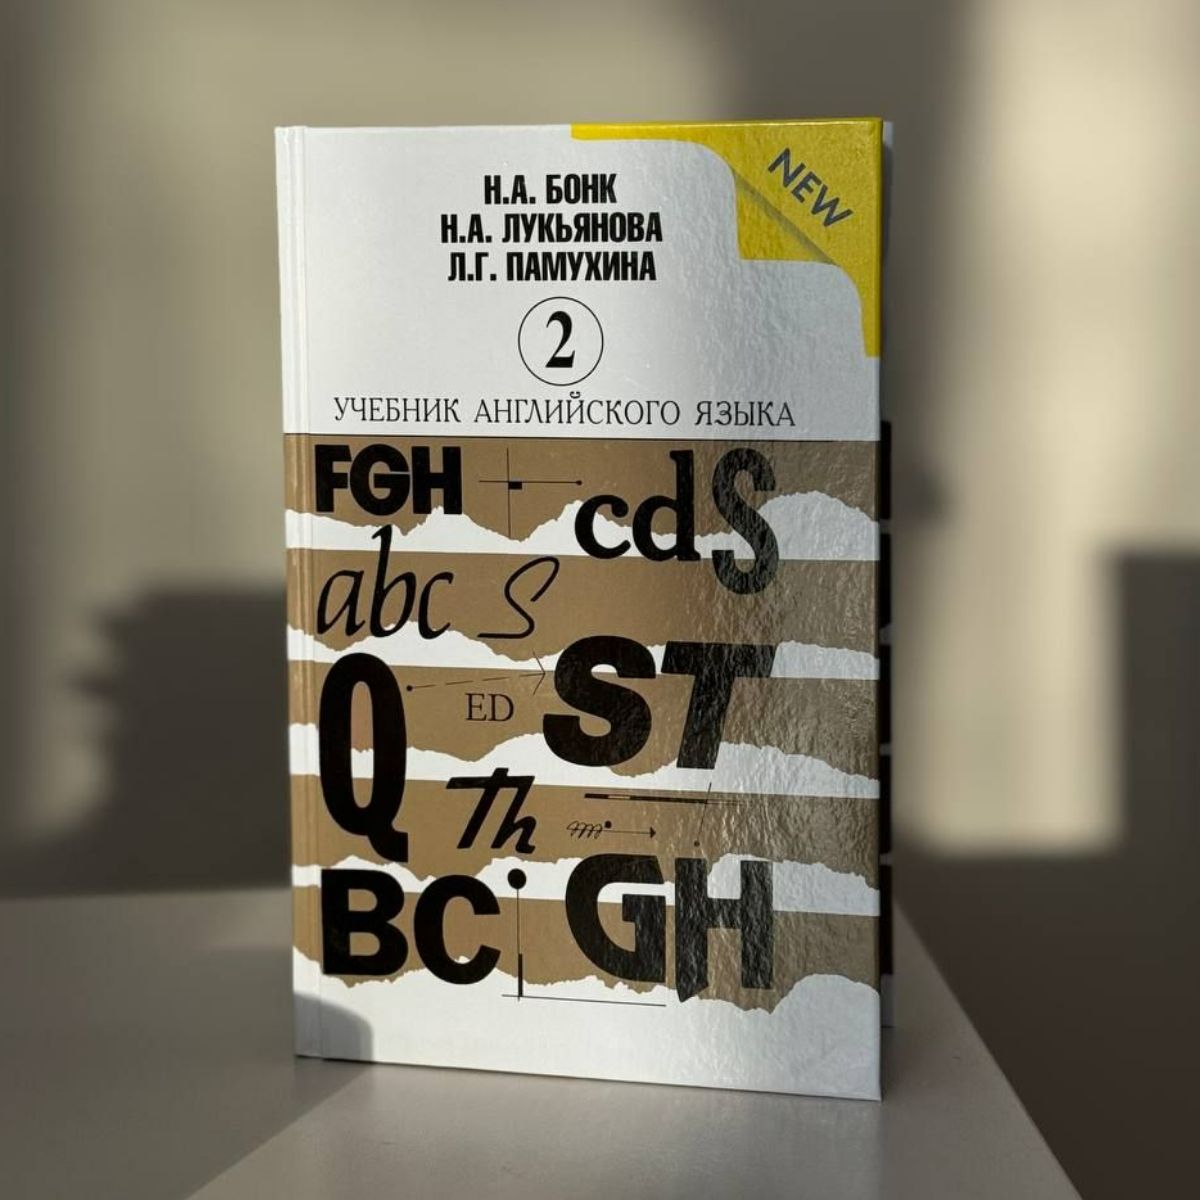 NEW
Н.А. БОНК
Н.А. ЛУКЬЯНОВА
Л.Г. ПАМУХИНА
2
УЧЕБНИК АНГЛИЙСКОГО ЯЗЫКА
FGH
cdS
abc S
Q
ED
ST
Th
BC
GH